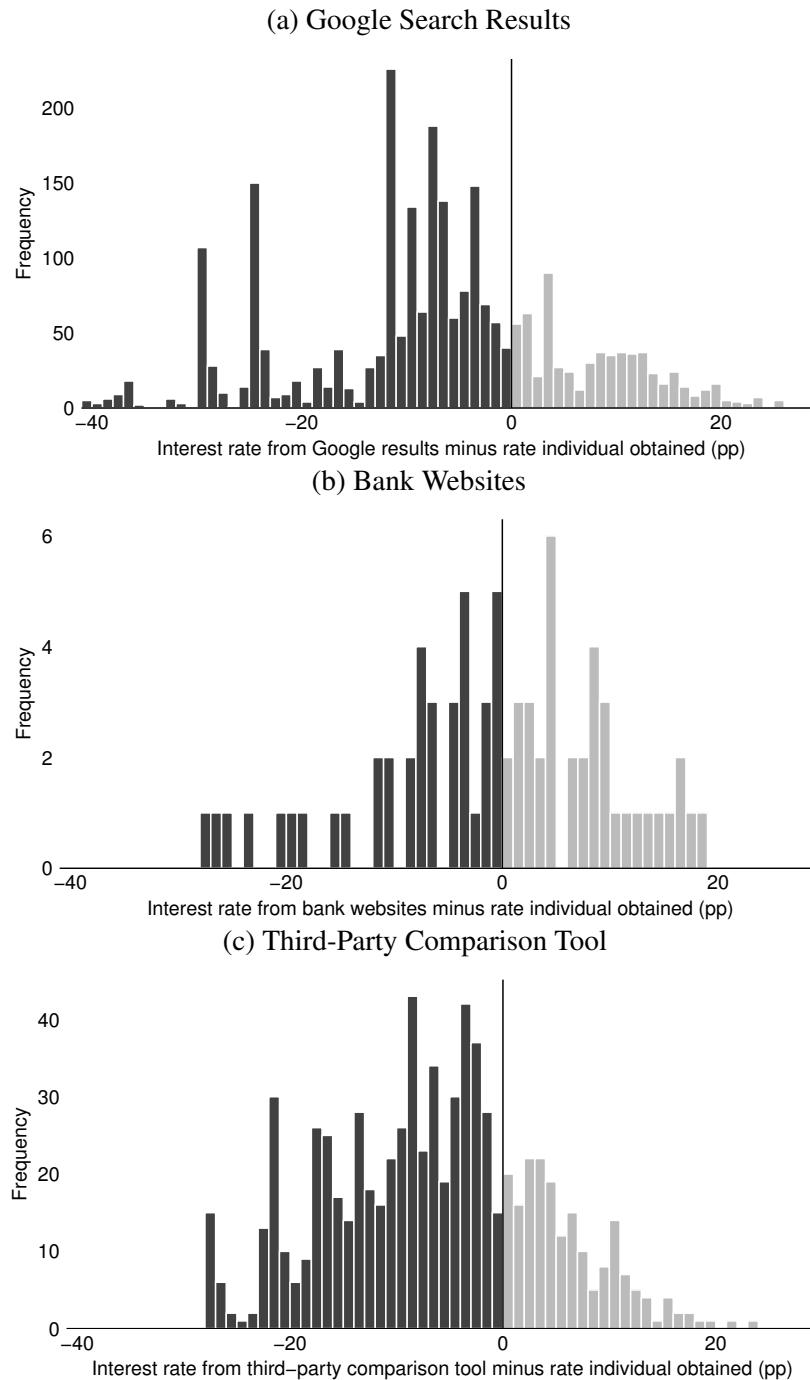 (a) Google Search Results
200
150
100
50
0
Frequency
−40
−20
0
20
Interest rate from Google results minus rate individual obtained (pp)
(b) Bank Websites
6
4
2
0
Frequency
−40
−20
0
20
Interest rate from bank websites minus rate individual obtained (pp)
(c) Third-Party Comparison Tool
40
30
20
10
0
Frequency
−40
−20
0
20
Interest rate from third−party comparison tool minus rate individual obtained (pp)